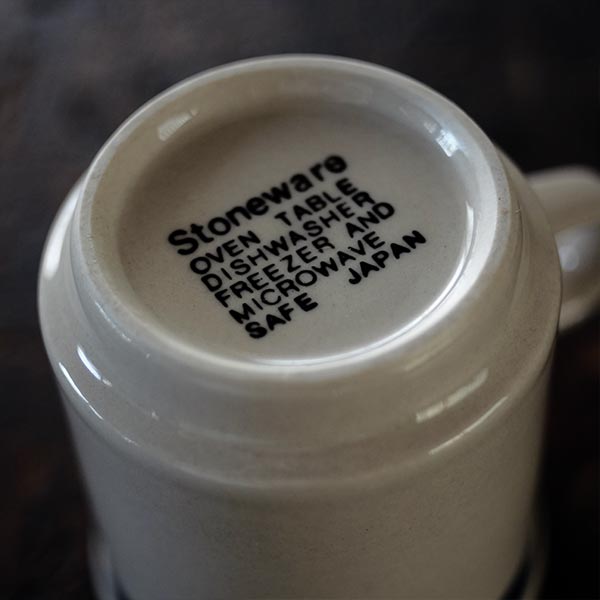 Stoneware
OVEN TABLE
DISHWASHER
FREEZER AND
MICROWAVE
SAFE JAPAN